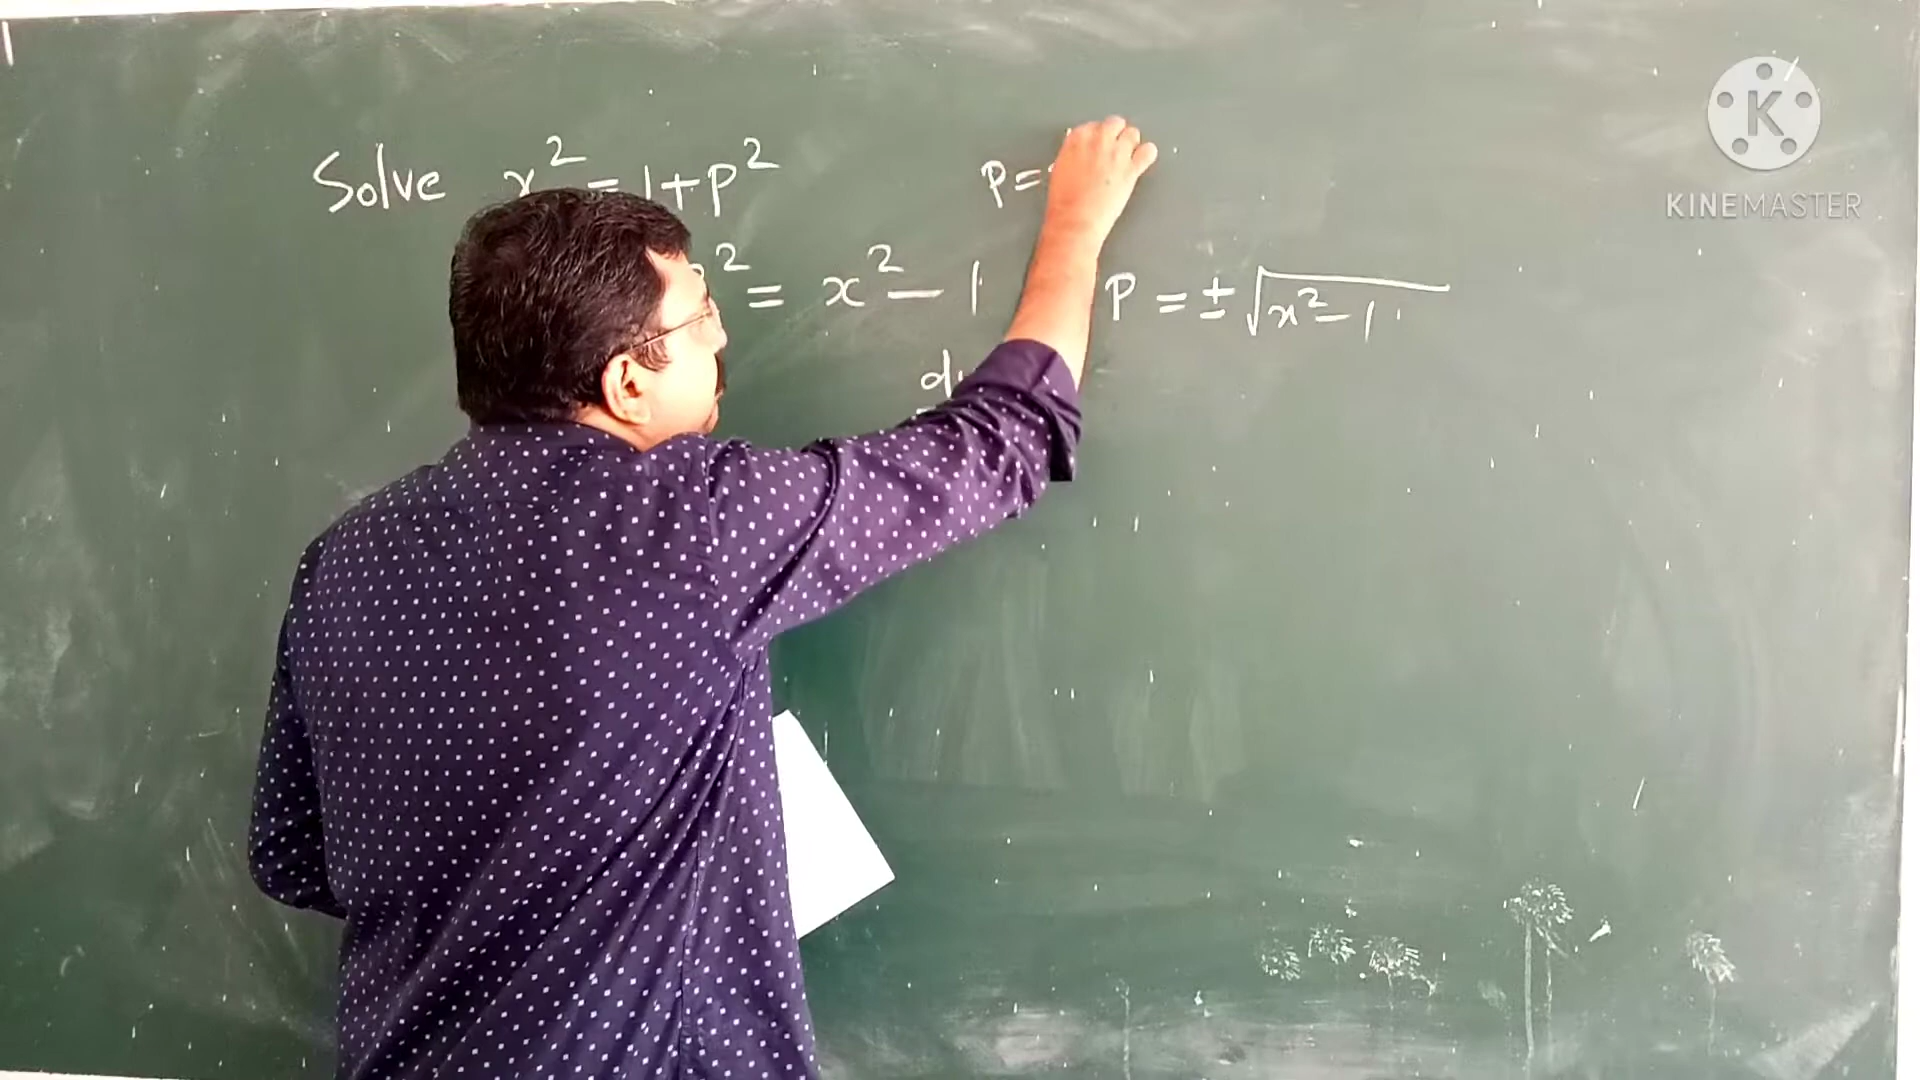 Solve x² = 1+p²
p =
² = x² − 1 p = ± √x²−1
d
KINEMASTER